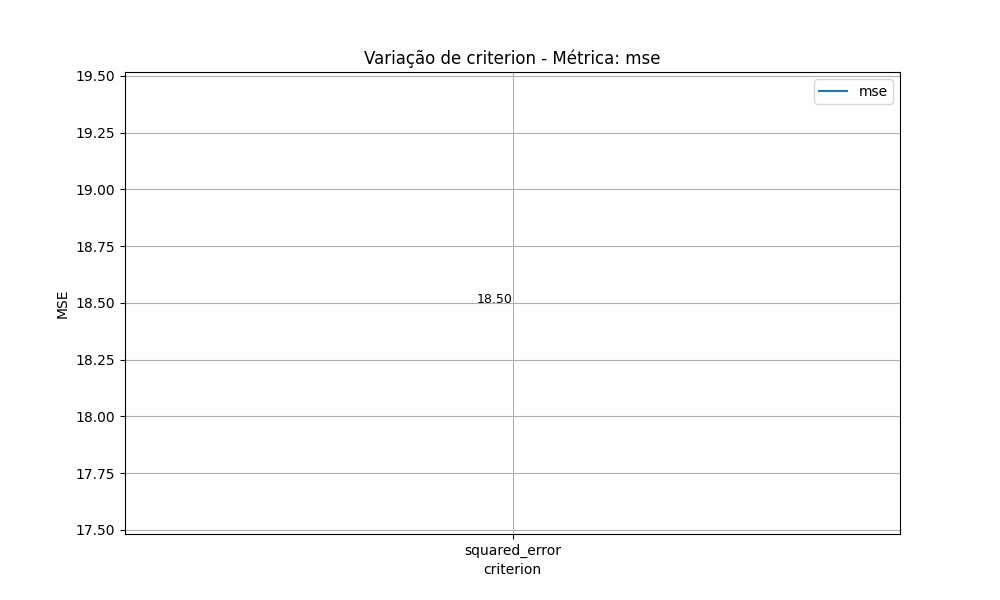 Variação de criterion - Métrica: mse
mse
MSE
19.50
19.25
19.00
18.75
18.50
18.25
18.00
17.75
17.50
18.50
squared_error
criterion